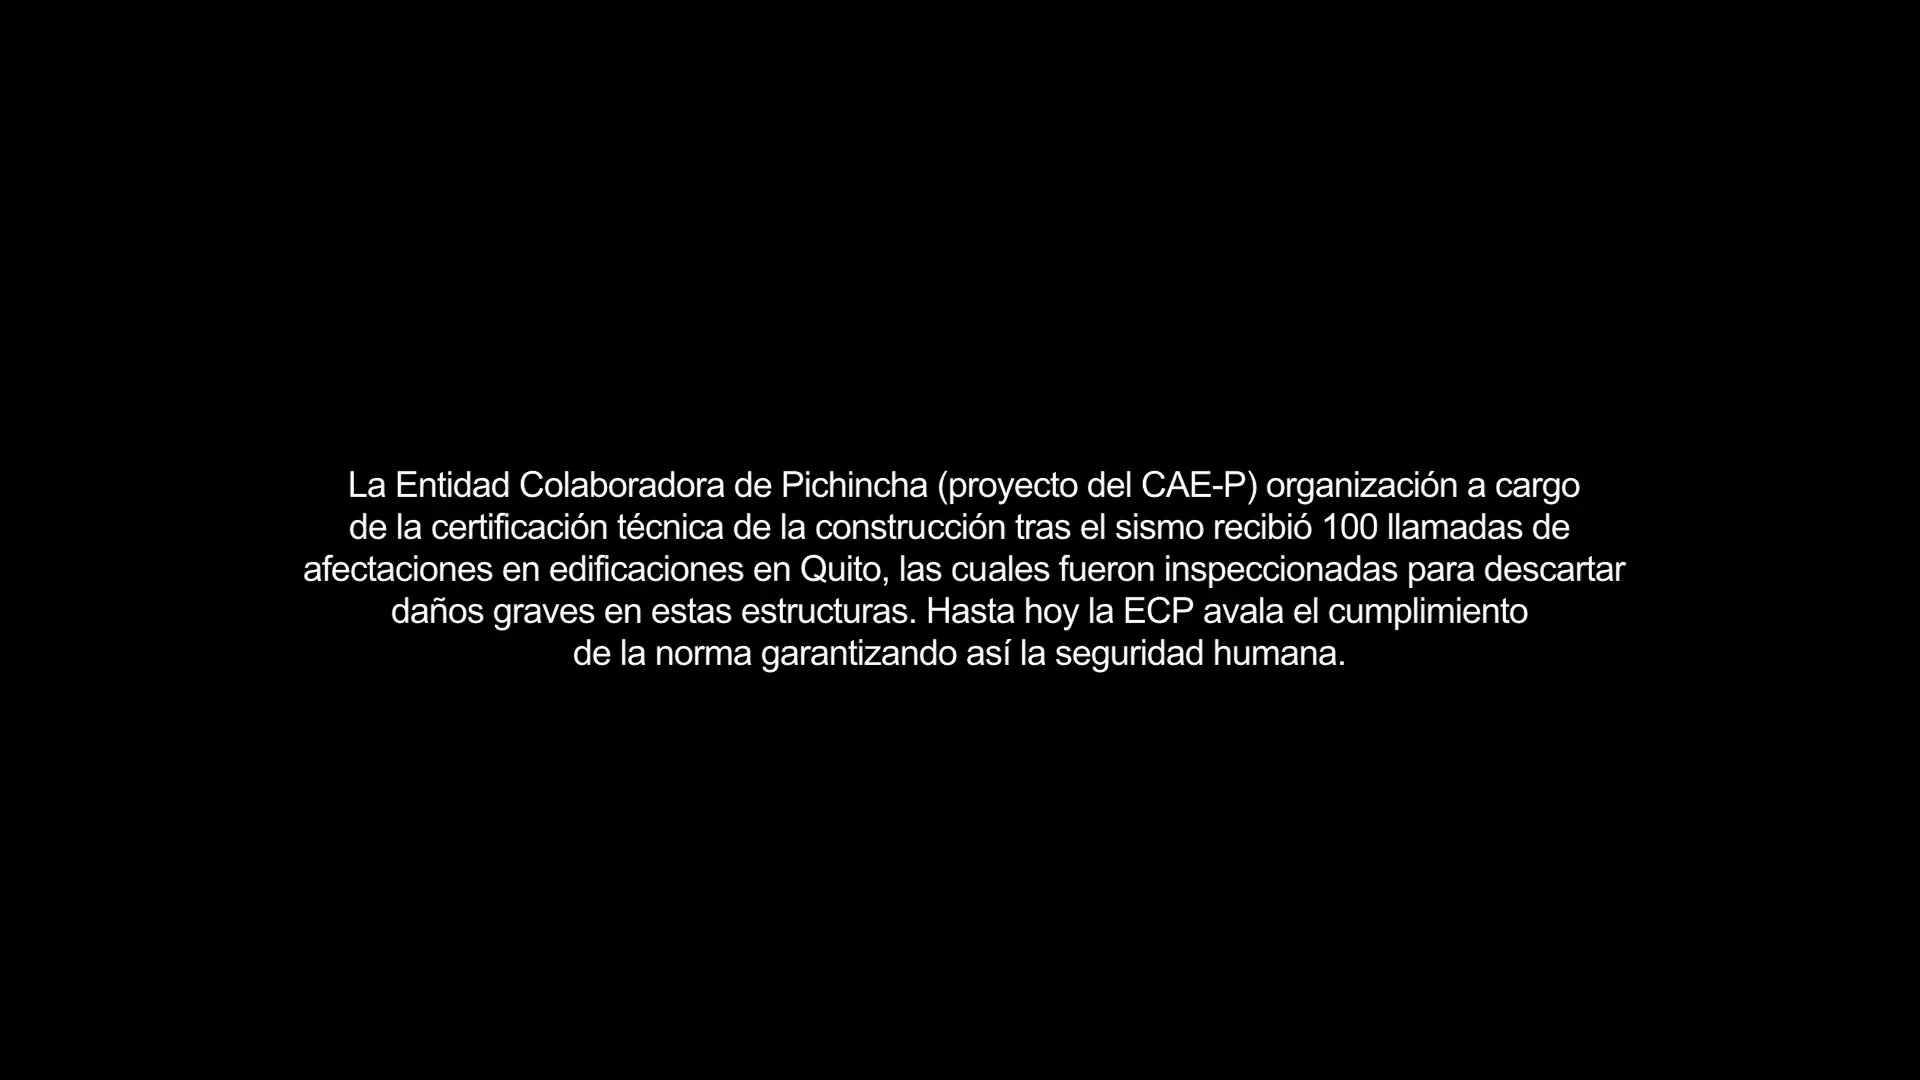 La Entidad Colaboradora de Pichincha (proyecto del CAE-P) organización a cargo
de la certificación técnica de la construcción tras el sismo recibió 100 llamadas de
afectaciones en edificaciones en Quito, las cuales fueron inspeccionadas para descartar
daños graves en estas estructuras. Hasta hoy la ECP avala el cumplimiento
de la norma garantizando así la seguridad humana.